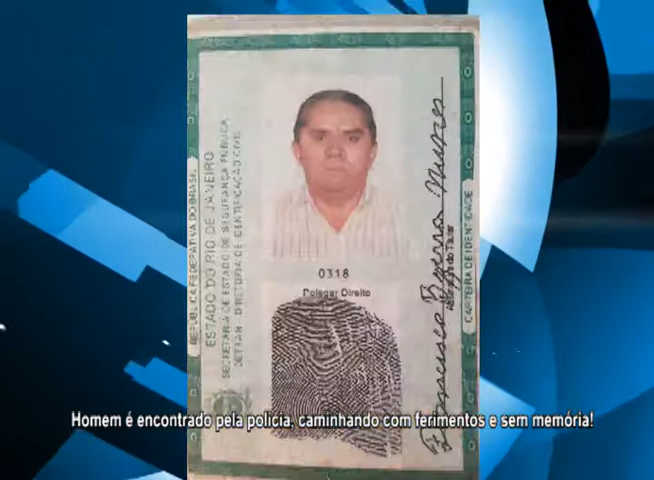 REPÚBLICA FEDERATIVA DO BRASIL
ESTADO DO RIO DE JANEIRO
SECRETARIA DE ESTADO DE SEGURANÇA PÚBLICA
DETRAN - DIRETORIA DE IDENTIFICAÇÃO CIVIL
0318
Polegar Direito
Francisco
Assinatura do Titular
CARTEIRA DE IDENTIDADE
Homem é encontrado pela polícia, caminhando com ferimentos e sem memória!